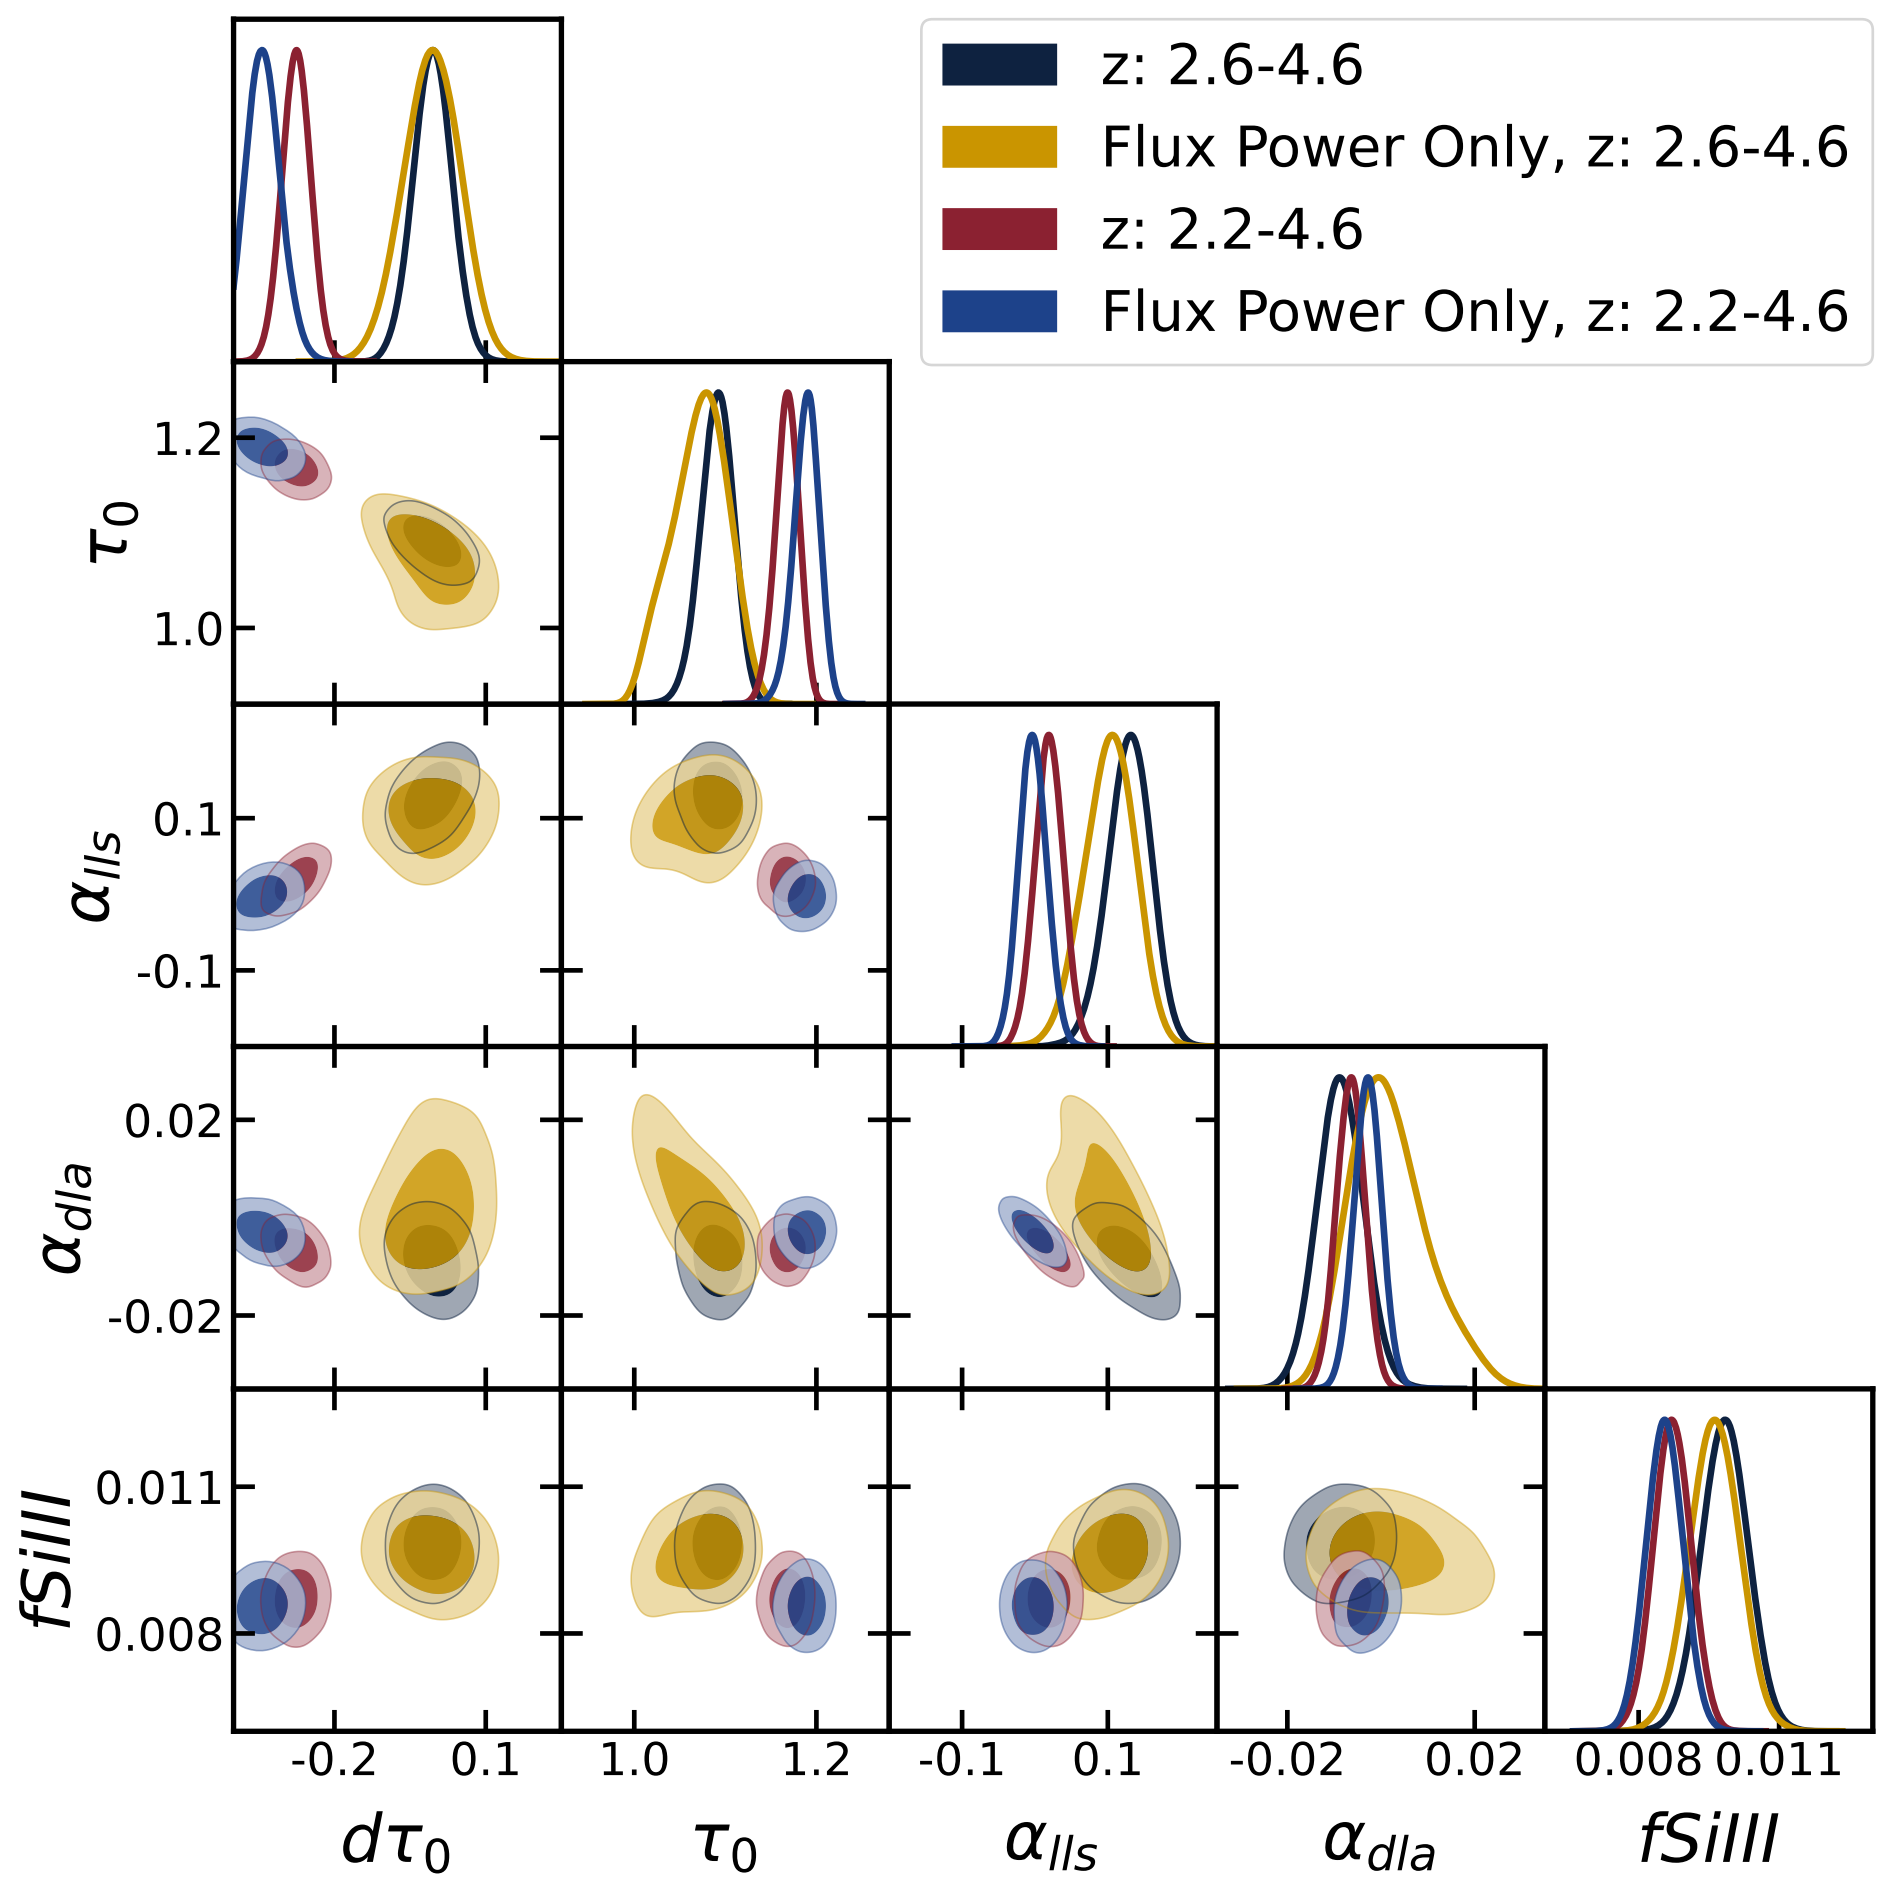 z: 2.6-4.6
Flux Power Only, z: 2.6-4.6
z: 2.2-4.6
Flux Power Only, z: 2.2-4.6
τ0
1.2
1.0
αlls
0.1
-0.1
αdla
0.02
-0.02
fSiIII
0.011
0.008
-0.2 0.1 1.0 1.2 -0.1 0.1 -0.02 0.02 0.008 0.011
dτ0 τ0 αlls αdla fSiIII